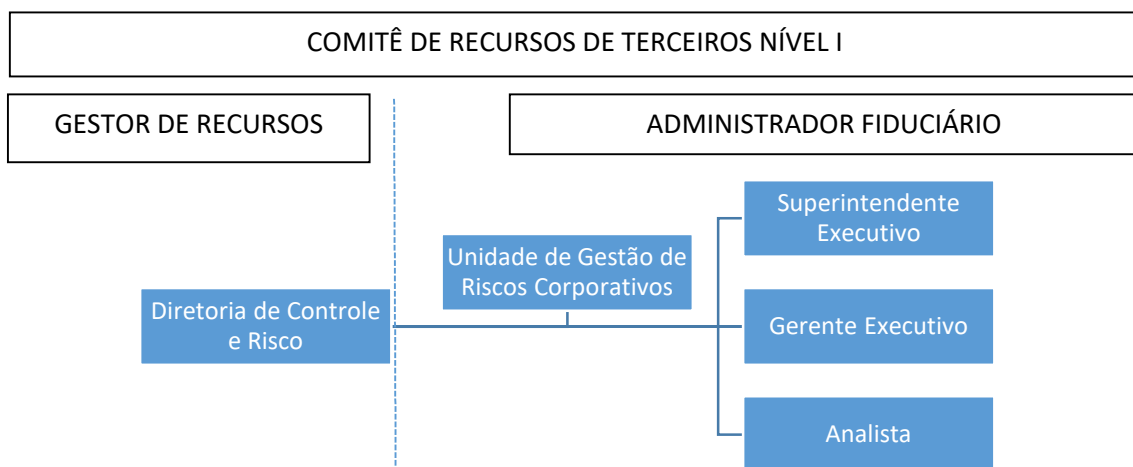 COMITÊ DE RECURSOS DE TERCEIROS NÍVEL I
GESTOR DE RECURSOS
ADMINISTRADOR FIDUCIÁRIO
Superintendente
Executivo
Unidade de Gestão de
Riscos Corporativos
Diretoria de Controle
e Risco
Gerente Executivo
Analista